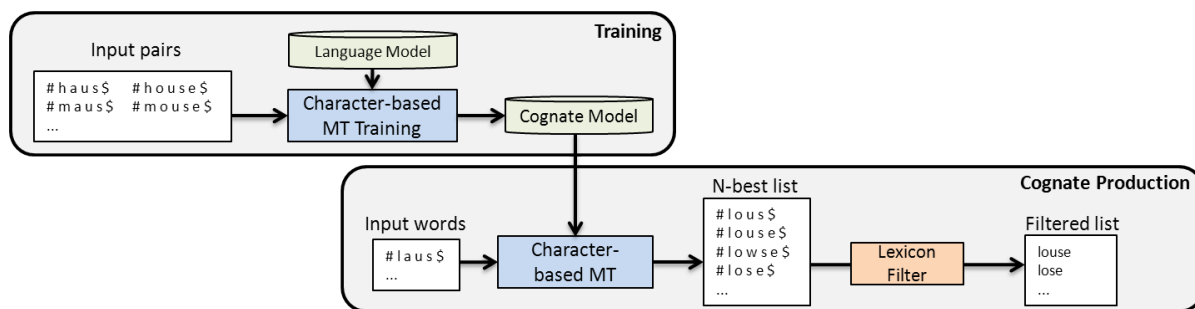 Training
Input pairs
Language Model
# h a u s $ # h o u s e $
# m a u s $ # m o u s e $
...
Character-based
MT Training
Cognate Model
Cognate Production
N-best list
Input words
# l a u s $
...
Character-
based MT
# l o u s $
# l o u s e $
# l o w s e $
# l o s e $
...
Lexicon
Filter
Filtered list
louse
lose
...